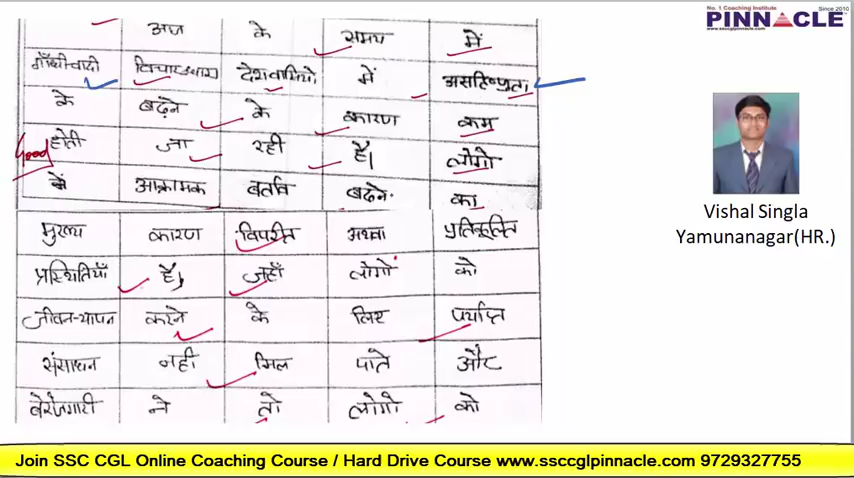 No. 1 Coaching Institute Since 2010
PINNACLE
www.ssccglpinnacle.com
आज के समय में
गाँधीवादी विचारधारा देशवासियों में असहिष्णुता
के बढ़ने के कारण कम
Good होती जा रही है। लोगो
में आक्रामक बर्ताव बढ़ने का
मुख्य कारण विपरीत अथवा प्रतिकूलित
प्रस्थितियाँ है, जहाँ लोगों को
जीवन-यापन करने के लिए पर्याप्त
संसाधन नही मिल पाते और
बेरोजगारी ने तो लोगो को
Vishal Singla
Yamunanagar(HR.)
Join SSC CGL Online Coaching Course / Hard Drive Course www.ssccglpinnacle.com 9729327755